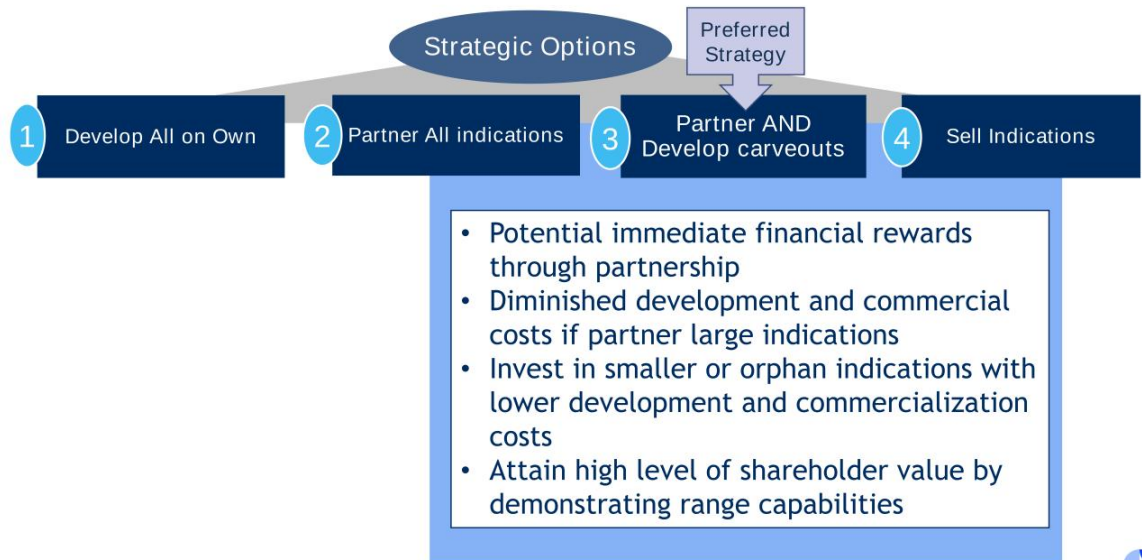 Strategic Options
Preferred
Strategy
1
Develop All on Own
2
Partner All indications
3
Partner AND
Develop carveouts
4
Sell Indications
• Potential immediate financial rewards
through partnership
• Diminished development and commercial
costs if partner large indications
• Invest in smaller or orphan indications with
lower development and commercialization
costs
• Attain high level of shareholder value by
demonstrating range capabilities